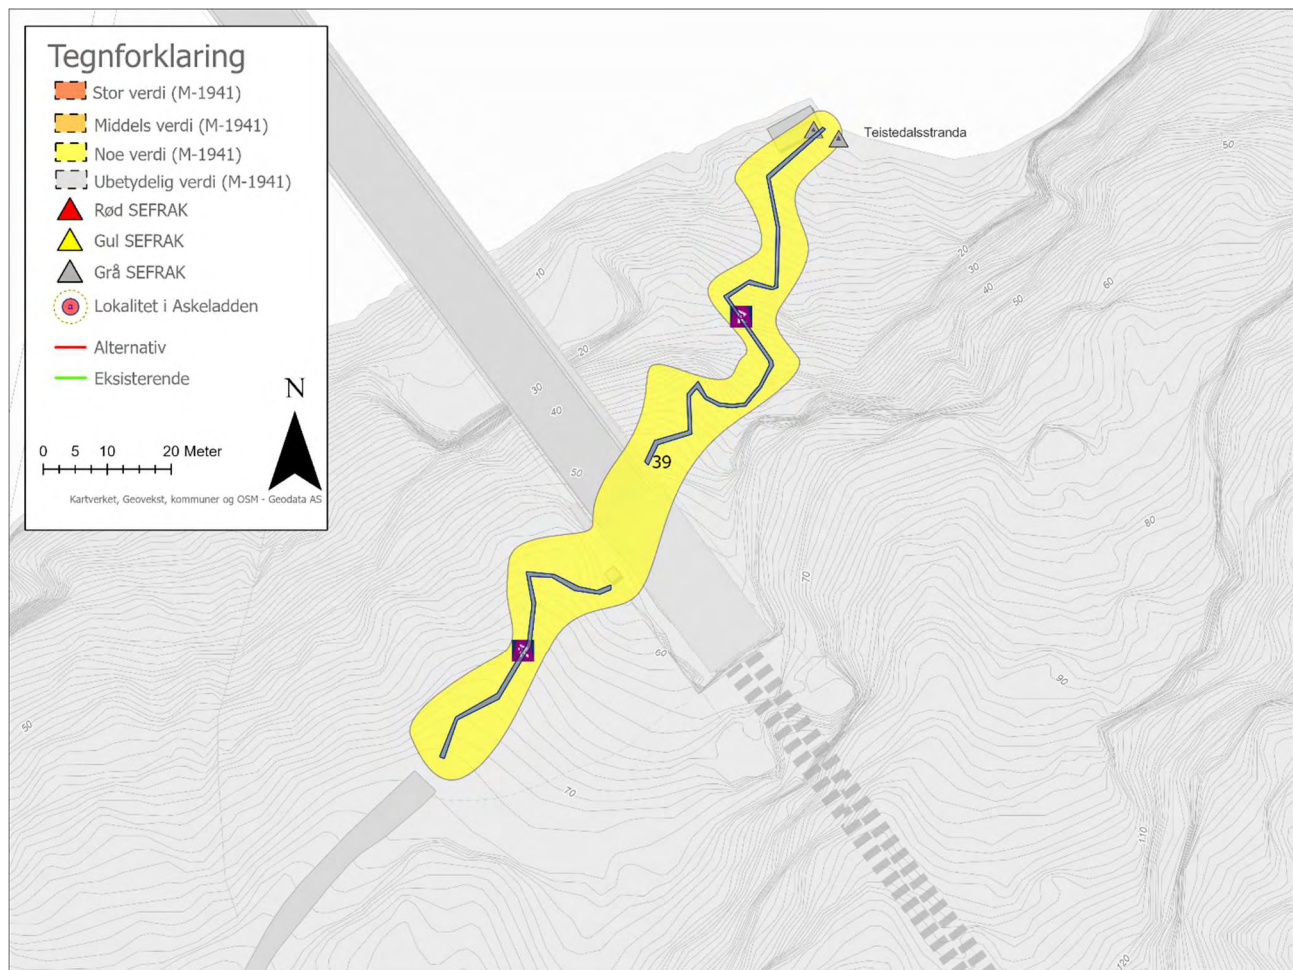 Tegnforklaring
Stor verdi (M-1941)
Middels verdi (M-1941)
Noe verdi (M-1941)
Ubetydelig verdi (M-1941)
Rød SEFRAK
Gul SEFRAK
Grå SEFRAK
Lokalitet i Askeladden
Alternativ
Eksisterende
N
0 5 10 20 Meter
Kartverket, Geovekst, kommuner og OSM - Geodata AS
Teistedalsstranda
50
20
30
40
50
60
10
20
30
40
50
39
80
70
60
90
50
70
110
120